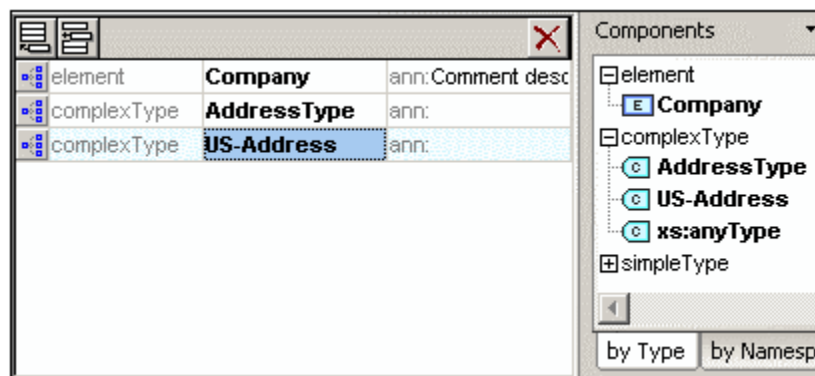 Components
element Company ann:Comment desc
complexType AddressType ann:
complexType US-Address ann:
element
E Company
complexType
C AddressType
C US-Address
C xs:anyType
simpleType
by Type by Namesp